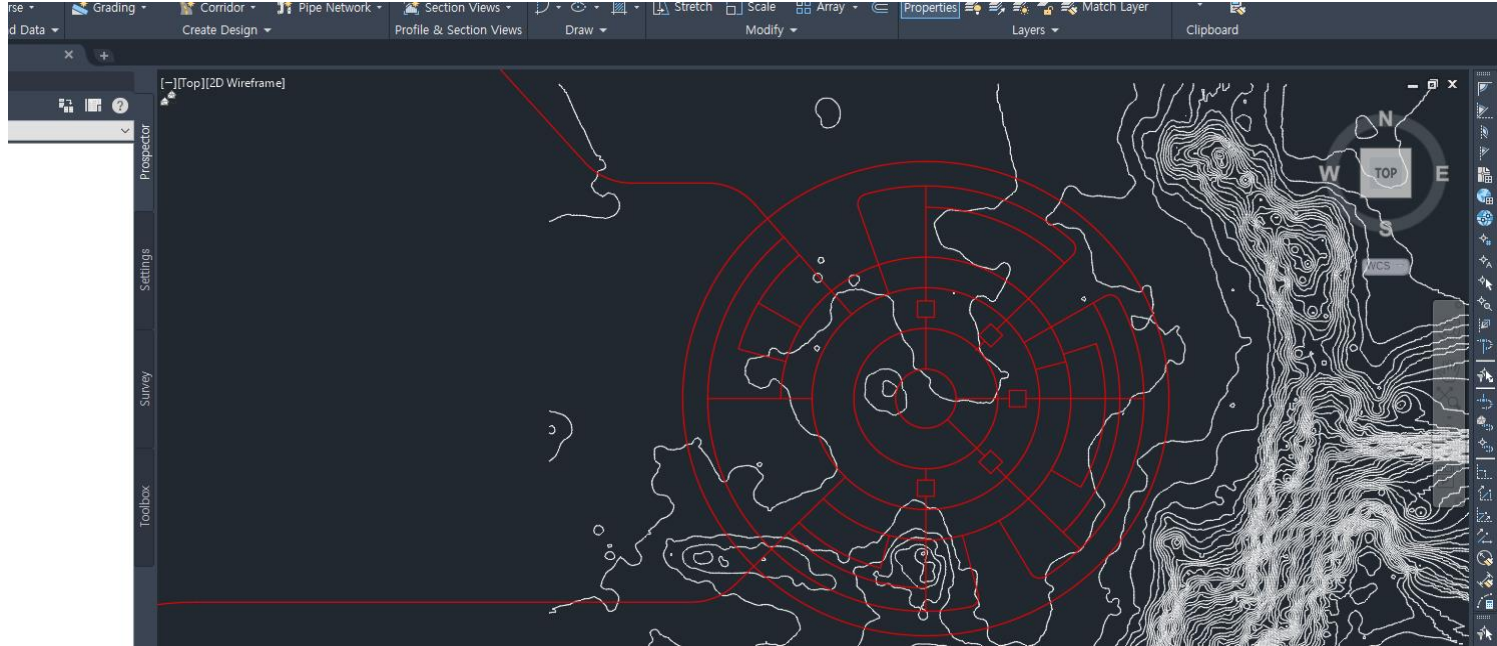 rse Grading Corridor Pipe Network Section Views Stretch Scale Array Properties Match Layer
d Data Create Design Profile & Section Views Draw Modify Layers Clipboard
[−][Top][2D Wireframe]
Prospector
Settings
Survey
Toolbox
N
W TOP E
S
WCS